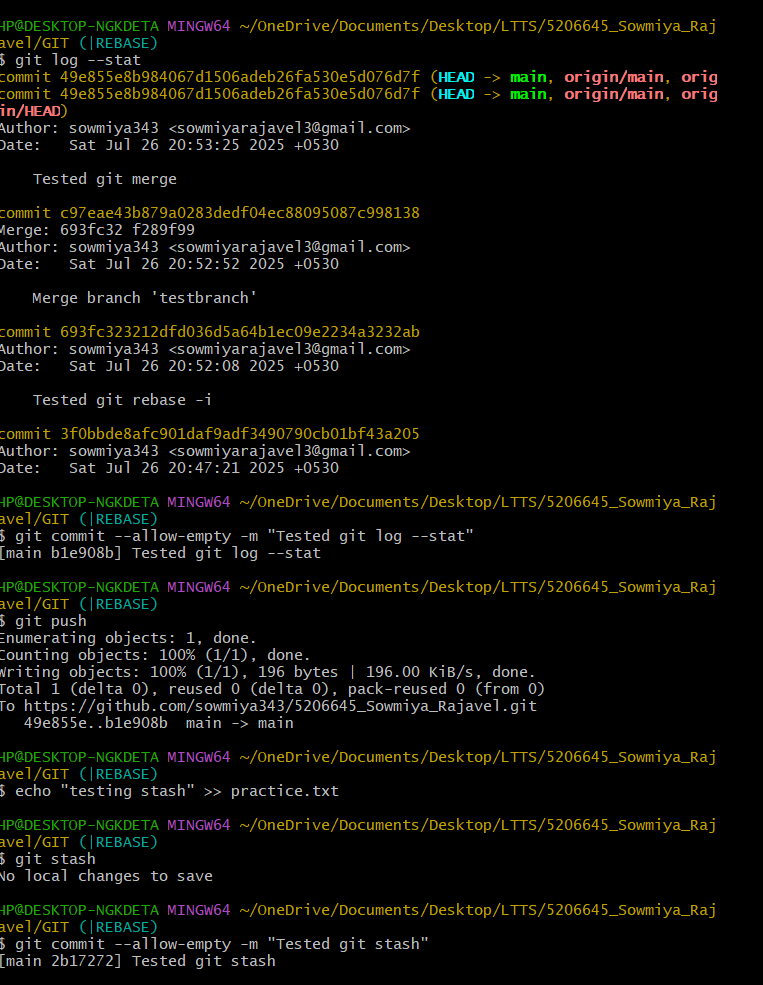 HP@DESKTOP-NGKDETA MINGW64 ~/OneDrive/Documents/Desktop/LTTS/5206645_Sowmiya_Raj
avel/GIT (|REBASE)
$ git log --stat
commit 49e855e8b984067d1506adeb26fa530e5d076d7f (HEAD -> main, origin/main, orig
commit 49e855e8b984067d1506adeb26fa530e5d076d7f (HEAD -> main, origin/main, orig
in/HEAD)
Author: sowmiya343 <sowmiyarajavel3@gmail.com>
Date:   Sat Jul 26 20:53:25 2025 +0530

    Tested git merge

commit c97eae43b879a0283dedf04ec88095087c998138
Merge: 693fc32 f289f99
Author: sowmiya343 <sowmiyarajavel3@gmail.com>
Date:   Sat Jul 26 20:52:52 2025 +0530

    Merge branch 'testbranch'

commit 693fc323212dfd036d5a64b1ec09e2234a3232ab
Author: sowmiya343 <sowmiyarajavel3@gmail.com>
Date:   Sat Jul 26 20:52:08 2025 +0530

    Tested git rebase -i

commit 3f0bbde8afc901daf9adf3490790cb01bf43a205
Author: sowmiya343 <sowmiyarajavel3@gmail.com>
Date:   Sat Jul 26 20:47:21 2025 +0530

HP@DESKTOP-NGKDETA MINGW64 ~/OneDrive/Documents/Desktop/LTTS/5206645_Sowmiya_Raj
avel/GIT (|REBASE)
$ git commit --allow-empty -m "Tested git log --stat"
[main b1e908b] Tested git log --stat

HP@DESKTOP-NGKDETA MINGW64 ~/OneDrive/Documents/Desktop/LTTS/5206645_Sowmiya_Raj
avel/GIT (|REBASE)
$ git push
Enumerating objects: 1, done.
Counting objects: 100% (1/1), done.
Writing objects: 100% (1/1), 196 bytes | 196.00 KiB/s, done.
Total 1 (delta 0), reused 0 (delta 0), pack-reused 0 (from 0)
To https://github.com/sowmiya343/5206645_Sowmiya_Rajavel.git
   49e855e..b1e908b  main -> main

HP@DESKTOP-NGKDETA MINGW64 ~/OneDrive/Documents/Desktop/LTTS/5206645_Sowmiya_Raj
avel/GIT (|REBASE)
$ echo "testing stash" >> practice.txt

HP@DESKTOP-NGKDETA MINGW64 ~/OneDrive/Documents/Desktop/LTTS/5206645_Sowmiya_Raj
avel/GIT (|REBASE)
$ git stash
No local changes to save

HP@DESKTOP-NGKDETA MINGW64 ~/OneDrive/Documents/Desktop/LTTS/5206645_Sowmiya_Raj
avel/GIT (|REBASE)
$ git commit --allow-empty -m "Tested git stash"
[main 2b17272] Tested git stash